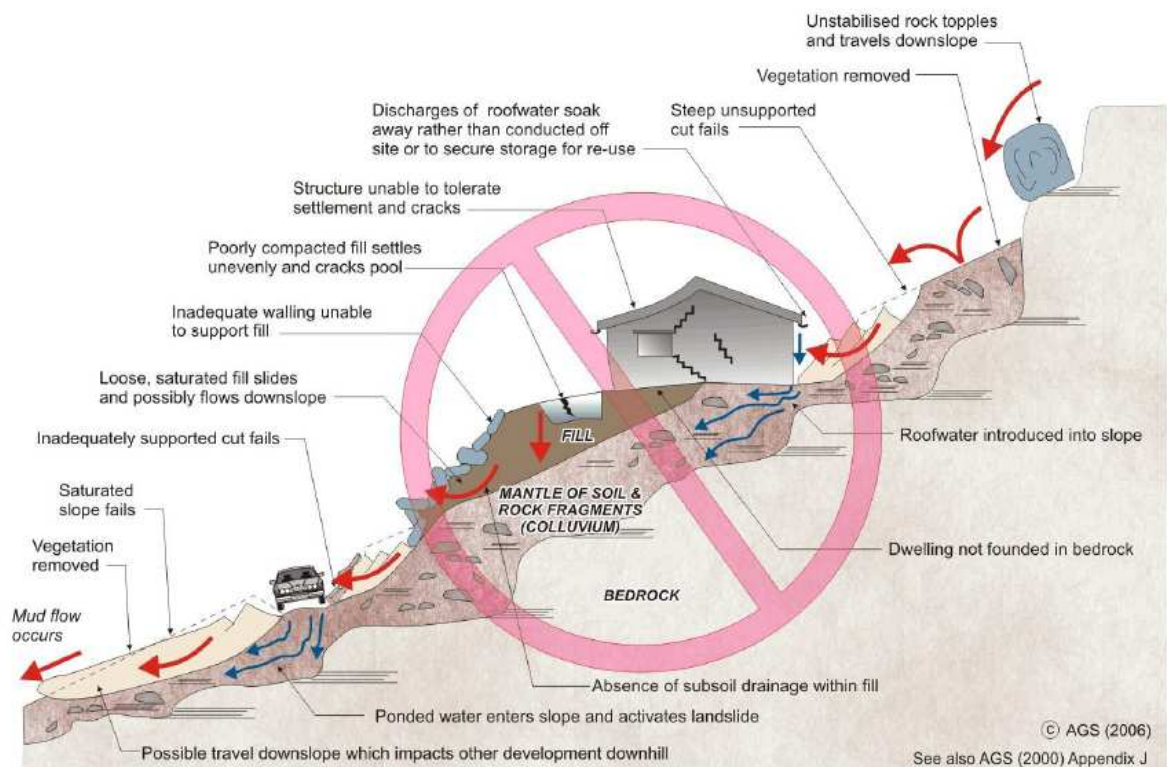 Unstabilised rock topples
and travels downslope
Vegetation removed
Discharges of roofwater soak
away rather than conducted off
site or to secure storage for re-use
Steep unsupported
cut fails
Structure unable to tolerate
settlement and cracks
Poorly compacted fill settles
unevenly and cracks pool
Inadequate walling unable
to support fill
Loose, saturated fill slides
and possibly flows downslope
Inadequately supported cut fails
Roofwater introduced into slope
FILL
Saturated
slope fails
MANTLE OF SOIL &
ROCK FRAGMENTS
(COLLUVIUM)
Vegetation
removed
Dwelling not founded in bedrock
BEDROCK
Mud flow
occurs
Absence of subsoil drainage within fill
Ponded water enters slope and activates landslide
Possible travel downslope which impacts other development downhill
© AGS (2006)
See also AGS (2000) Appendix J